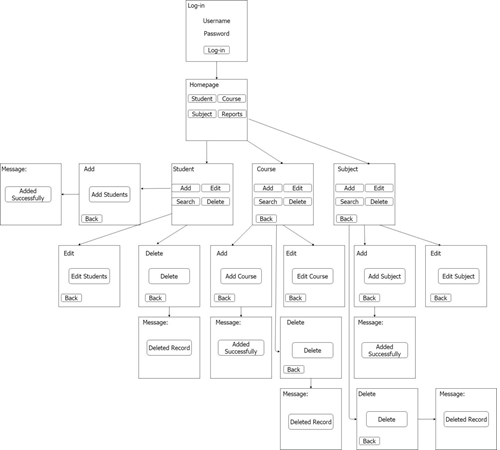 Log-in
Username
Password
Log-in
Homepage
Student Course
Subject Reports
Message:
Added
Successfully
Add
Add Students
Back
Student
Add Edit
Search Delete
Course
Add Edit
Search Delete
Back
Subject
Add Edit
Search Delete
Back
Edit
Edit Students
Back
Delete
Delete
Back
Add
Add Course
Back
Edit
Edit Course
Back
Add
Add Subject
Back
Edit
Edit Subject
Back
Message:
Deleted Record
Message:
Added
Successfully
Delete
Delete
Back
Message:
Added
Successfully
Message:
Deleted Record
Delete
Delete
Back
Message:
Deleted Record